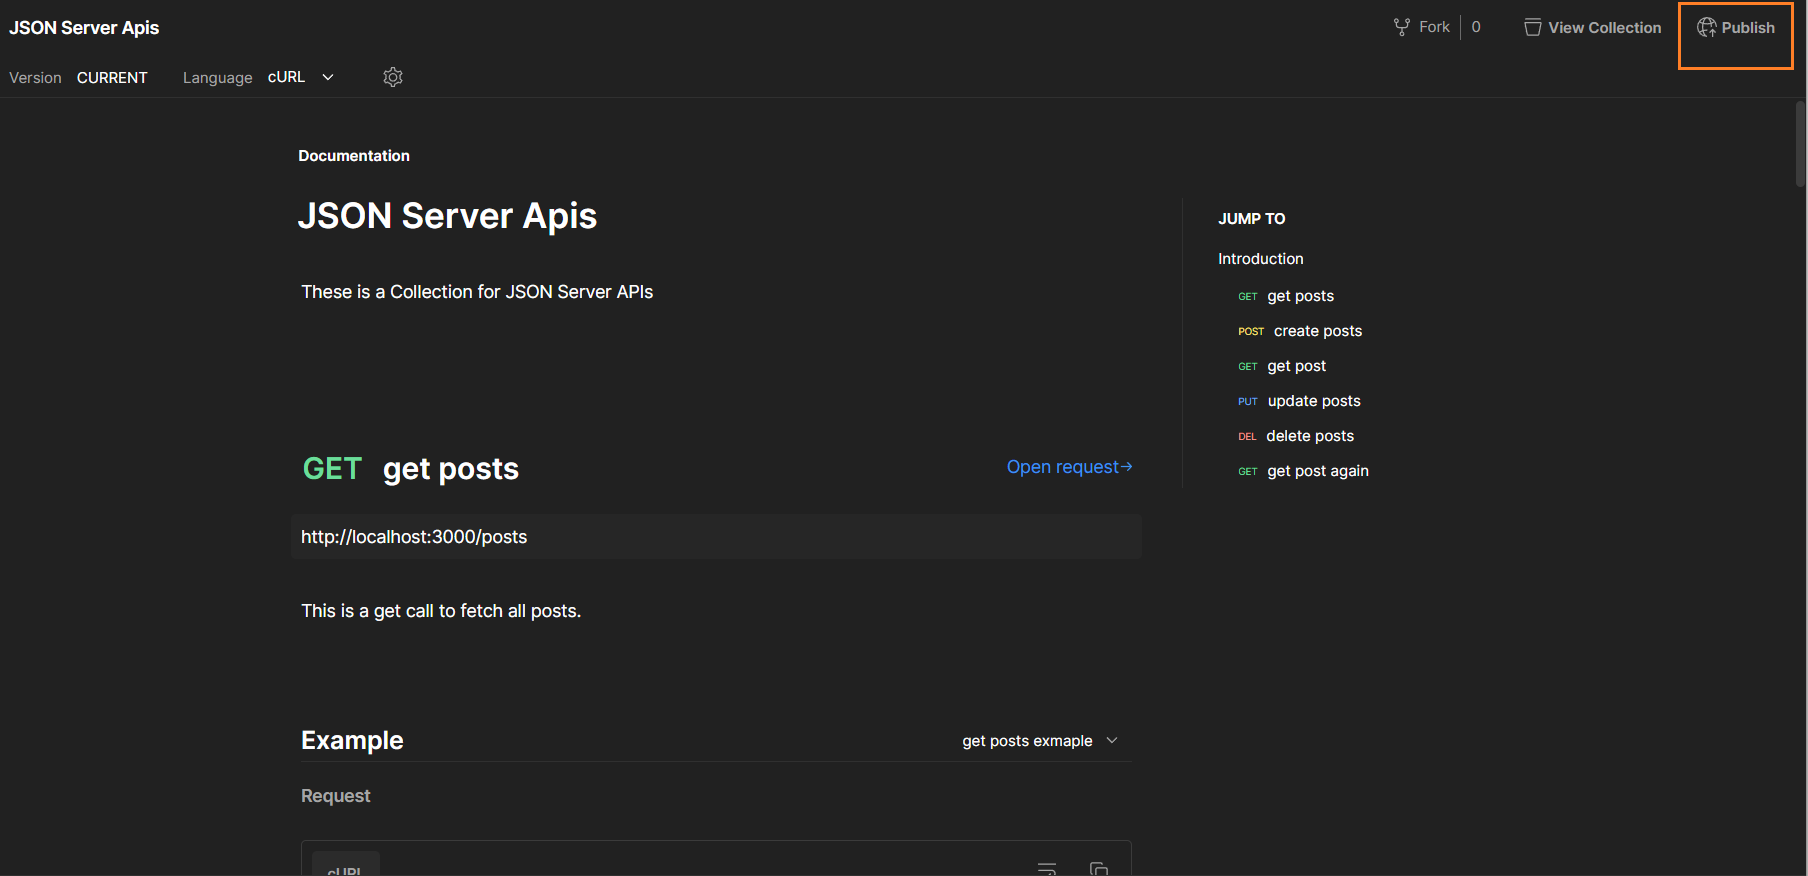 JSON Server Apis
Fork 0 View Collection Publish
Version CURRENT Language cURL
Documentation
JSON Server Apis
These is a Collection for JSON Server APIs
GET get posts Open request→
http://localhost:3000/posts
This is a get call to fetch all posts.
Example get posts exmaple
Request
cURL
JUMP TO
Introduction
GET get posts
POST create posts
GET get post
PUT update posts
DEL delete posts
GET get post again